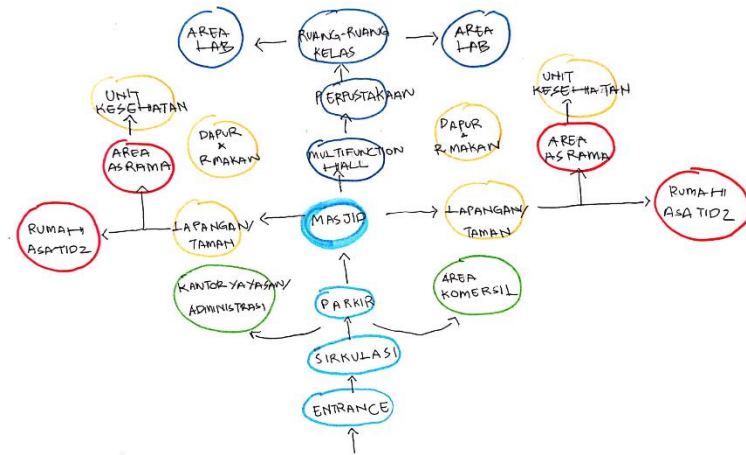 AREA
LAB
RUANG-RUANG
KELAS
AREA
LAB
UNIT
KESEHATAN
PERPUSTAKAAN
UNIT
KESEHATAN
DAPUR
&
R.MAKAN
DAPUR
&
R.MAKAN
AREA
ASRAMA
MULTIFUNCTION
HALL
AREA
ASRAMA
RUMAH
ASATIDZ
LAPANGAN/
TAMAN
MASJID
LAPANGAN/
TAMAN
RUMAH
ASATIDZ
KANTOR YAYASAN/
ADMINISTRASI
PARKIR
AREA
KOMERSIL
SIRKULASI
ENTRANCE